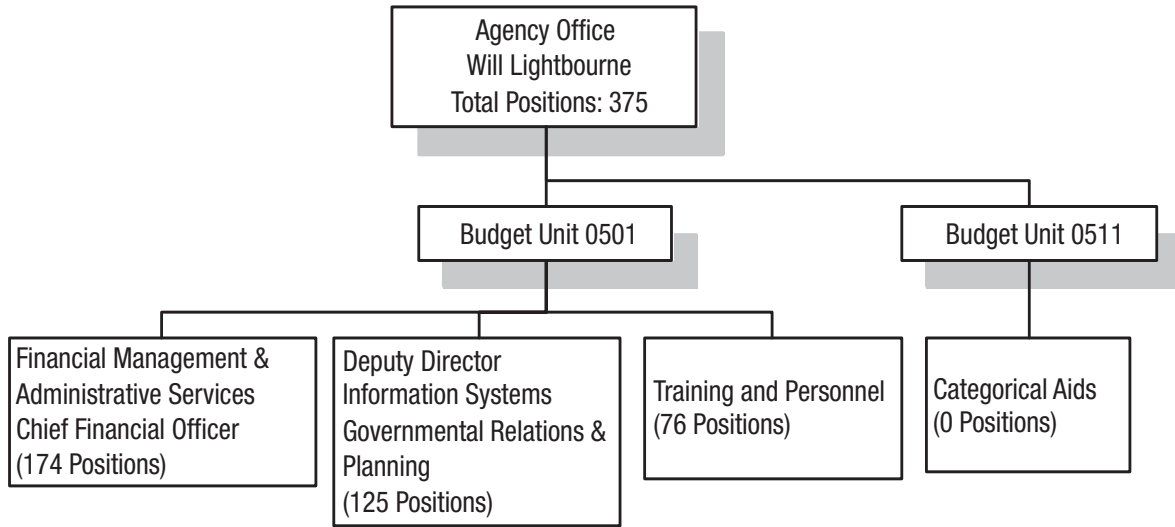 Agency Office
Will Lightbourne
Total Positions: 375
Budget Unit 0501
Budget Unit 0511
Financial Management &
Administrative Services
Chief Financial Officer
(174 Positions)
Deputy Director
Information Systems
Governmental Relations &
Planning
(125 Positions)
Training and Personnel
(76 Positions)
Categorical Aids
(0 Positions)